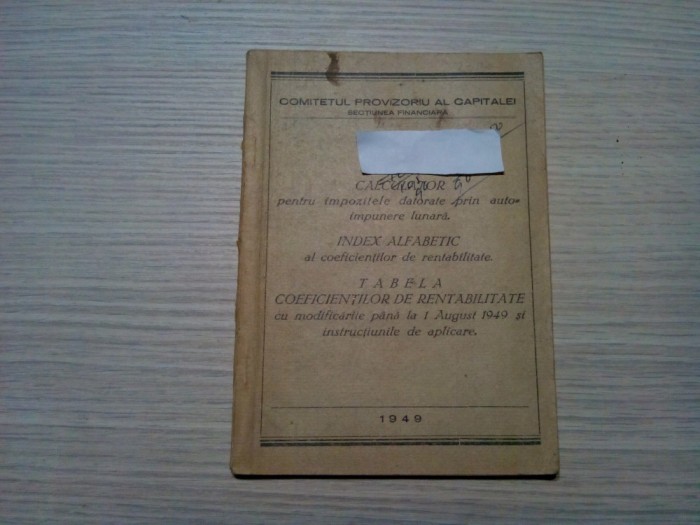 COMITETUL PROVIZORIU AL CAPITALEI
SECȚIUNEA FINANCIARĂ
CALCULATOR
pentru impozitele datorate prin auto-
impunere lunară.
INDEX ALFABETIC
al coeficienților de rentabilitate.
TABELA
COEFICIENȚILOR DE RENTABILITATE
cu modificările până la 1 August 1949 și
instrucțiunile de aplicare.
1949